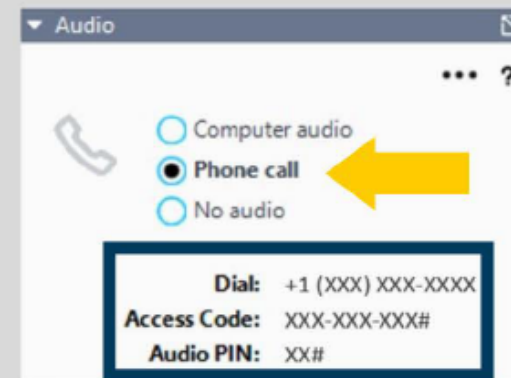 Audio
••• ?
Computer audio
Phone call
No audio
Dial: +1 (XXX) XXX-XXXX
Access Code: XXX-XXX-XXX#
Audio PIN: XX#